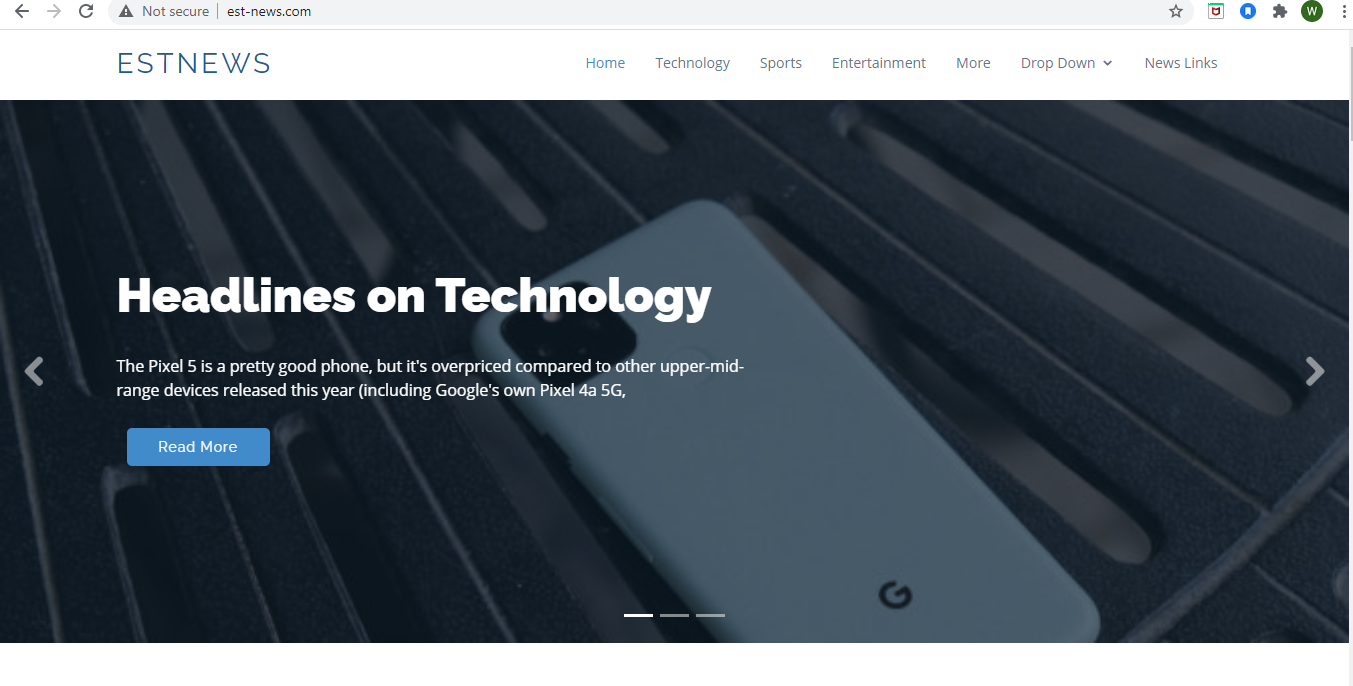 Not secure | est-news.com
W
ESTNEWS
Home Technology Sports Entertainment More Drop Down News Links
Headlines on Technology
The Pixel 5 is a pretty good phone, but it's overpriced compared to other upper-mid-
range devices released this year (including Google's own Pixel 4a 5G,
Read More
G